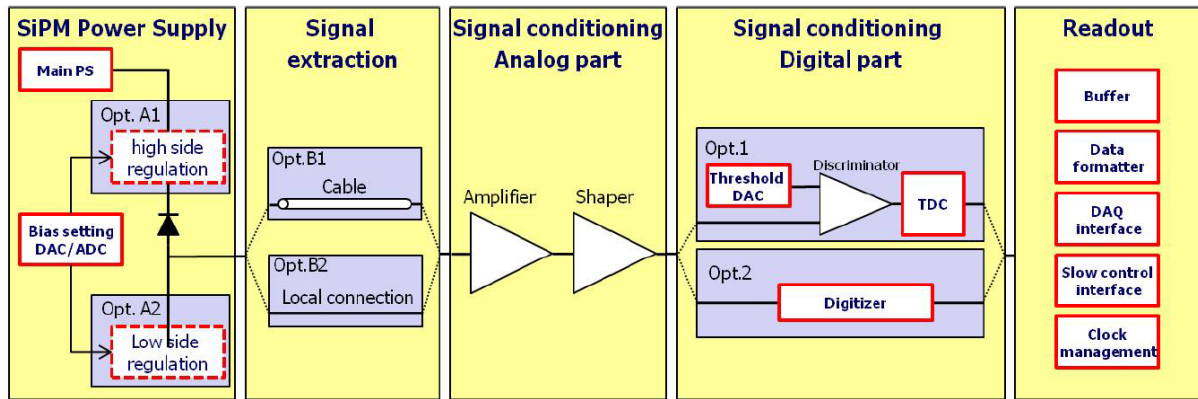 SiPM Power Supply
Main PS
Opt. A1
high side
regulation
Bias setting
DAC/ADC
Opt. A2
Low side
regulation
Signal
extraction
Opt.B1
Cable
Opt.B2
Local connection
Signal conditioning
Analog part
Amplifier
Shaper
Signal conditioning
Digital part
Opt.1
Threshold
DAC
Discriminator
TDC
Opt.2
Digitizer
Readout
Buffer
Data
formatter
DAQ
interface
Slow control
interface
Clock
management